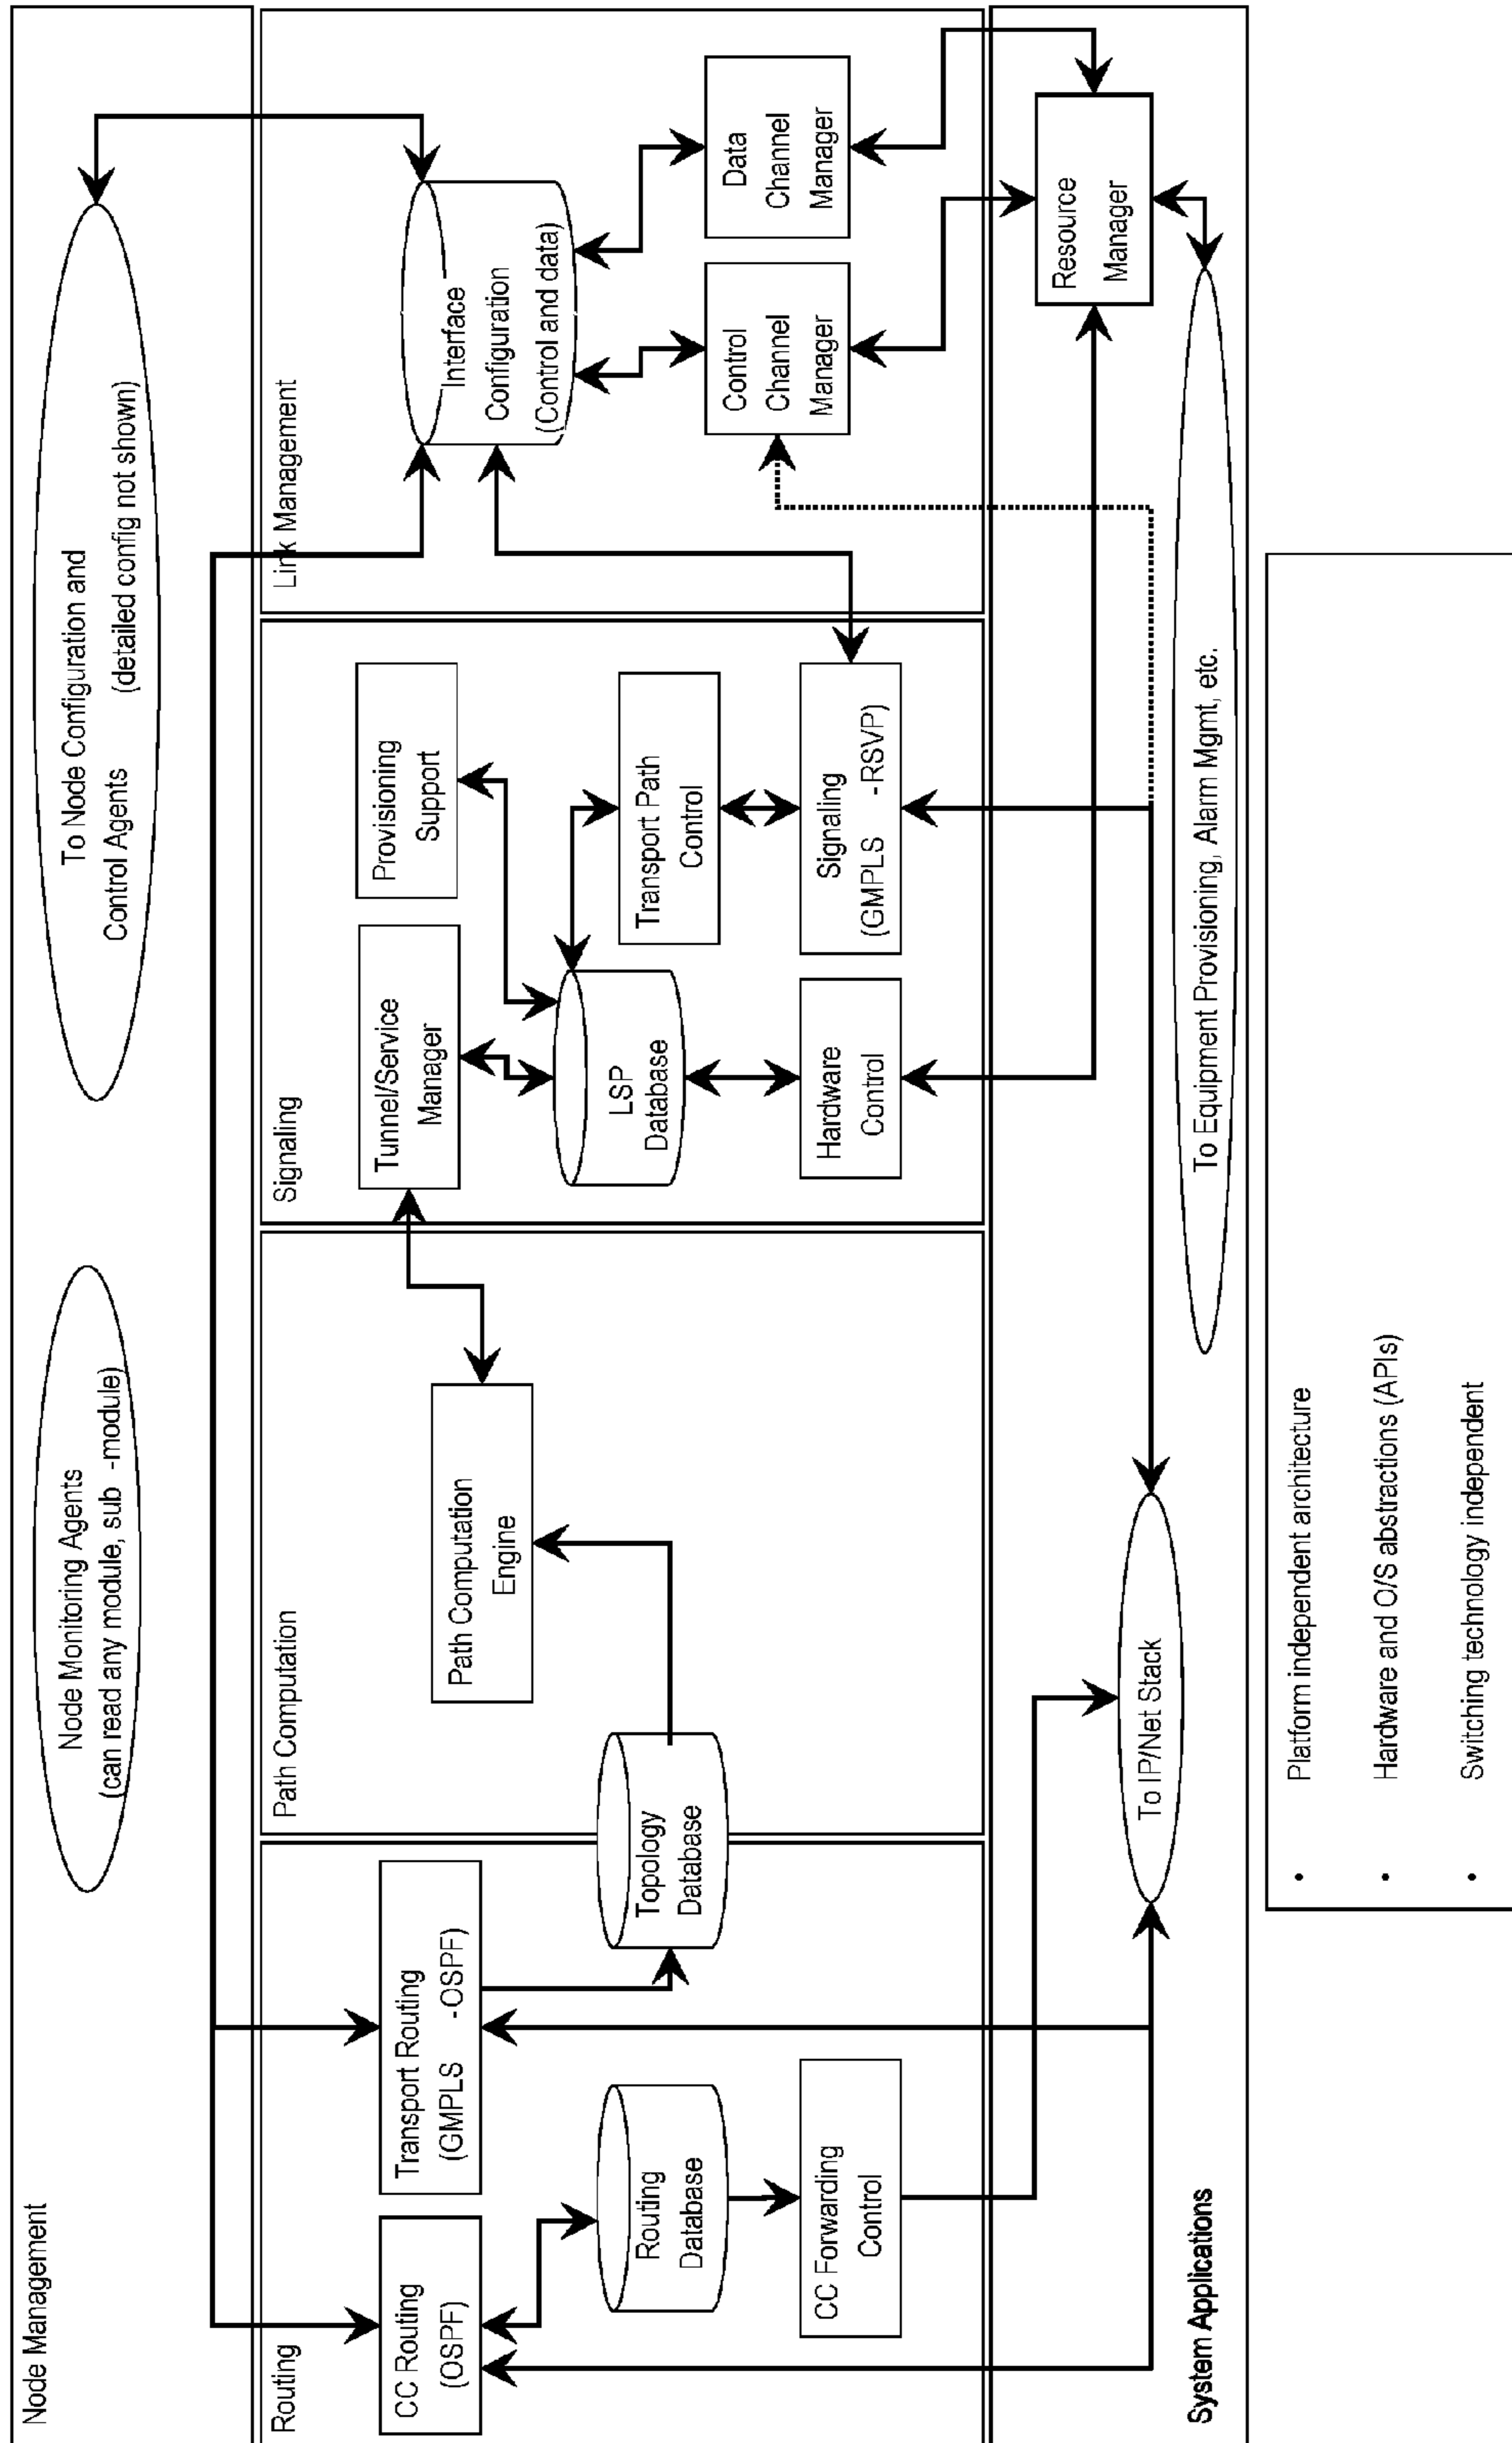 Node Management
Node Monitoring Agents
(can read any module, sub -module)
To Node Configuration and
Control Agents (detailed config not shown)
Routing
CC Routing
(OSPF)
Transport Routing
(GMPLS -OSPF)
Routing
Database
CC Forwarding
Control
Topology
Database
Path Computation
Path Computation
Engine
Signaling
Tunnel/Service
Manager
Provisioning
Support
LSP
Database
Transport Path
Control
Hardware
Control
Signaling
(GMPLS -RSVP)
Link Management
Interface
Configuration
(Control and data)
Control
Channel
Manager
Data
Channel
Manager
System Applications
To IP/Net Stack
To Equipment Provisioning, Alarm Mgmt, etc.
Resource
Manager
• Platform independent architecture
• Hardware and O/S abstractions (APIs)
• Switching technology independent